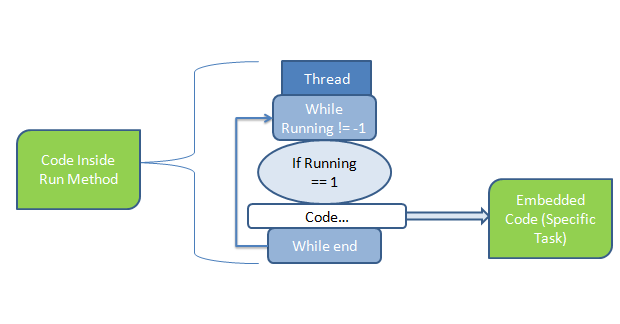 Code Inside
Run Method
Thread
While
Running != -1
If Running
== 1
Code...
While end
Embedded
Code (Specific
Task)